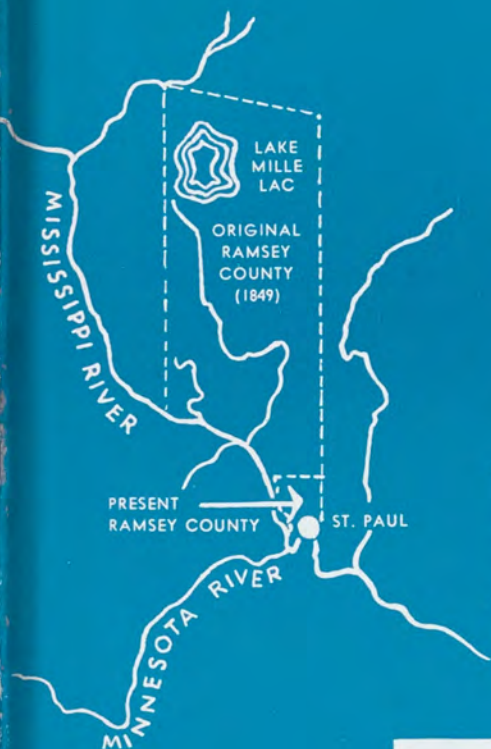 LAKE
MILLE
LAC
ORIGINAL
RAMSEY
COUNTY
(1849)
MISSISSIPPI RIVER
PRESENT
RAMSEY COUNTY
ST. PAUL
MINNESOTA RIVER